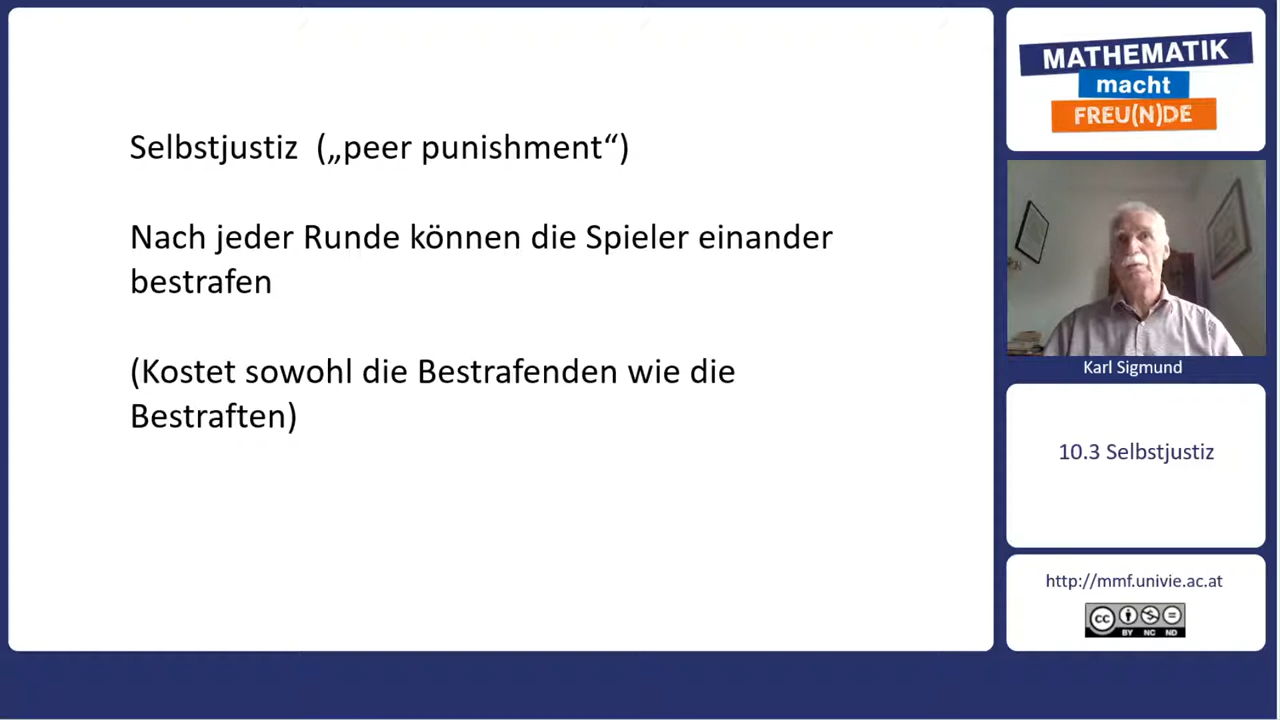 Selbstjustiz („peer punishment“)
Nach jeder Runde können die Spieler einander
bestrafen
(Kostet sowohl die Bestrafenden wie die
Bestraften)
MATHEMATIK
macht
FREU(N)DE
Karl Sigmund
10.3 Selbstjustiz
http://mmf.univie.ac.at
CC
BY NC ND